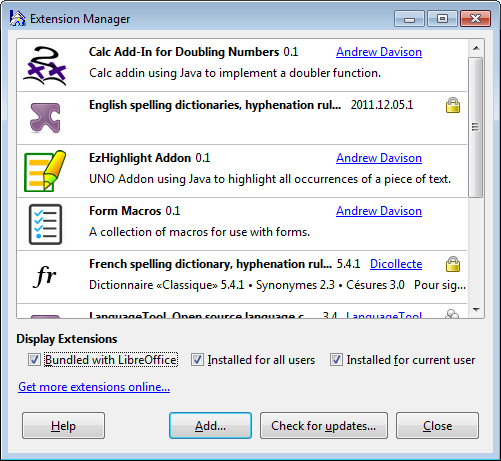 Extension Manager
Calc Add-In for Doubling Numbers 0.1 Andrew Davison
Calc addin using Java to implement a doubler function.
English spelling dictionaries, hyphenation rul... 2011.12.05.1
EzHighlight Addon 0.1 Andrew Davison
UNO Addon using Java to highlight all occurrences of a piece of text.
Form Macros 0.1 Andrew Davison
A collection of macros for use with forms.
fr
French spelling dictionary, hyphenation rul... 5.4.1 Dicollecte
Dictionnaire «Classique» 5.4.1 • Synonymes 2.3 • Césures 3.0 Pour sig...
LanguageTool, Open source language c... 3.4 LanguageTool
Display Extensions
Bundled with LibreOffice Installed for all users Installed for current user
Get more extensions online...
Help Add... Check for updates... Close